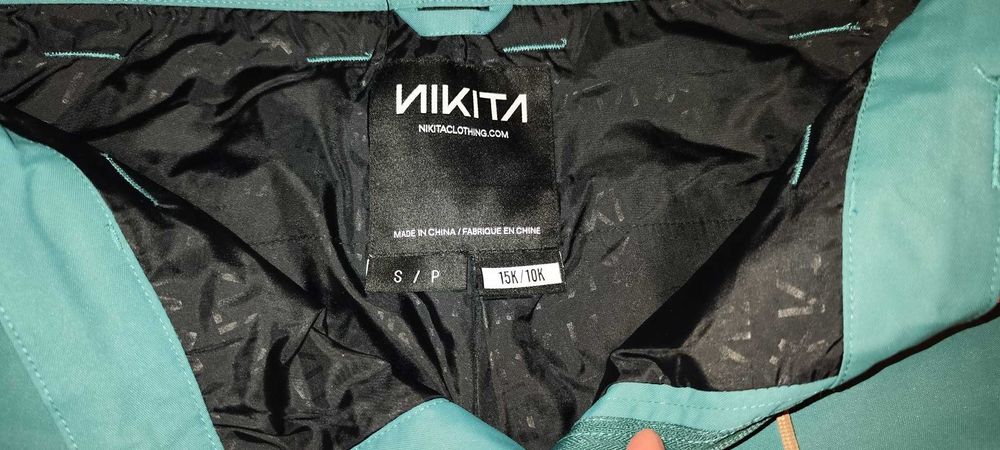 NIKITA
NIKITACLOTHING.COM
MADE IN CHINA / FABRIQUE EN CHINE
S / P
15K/10K